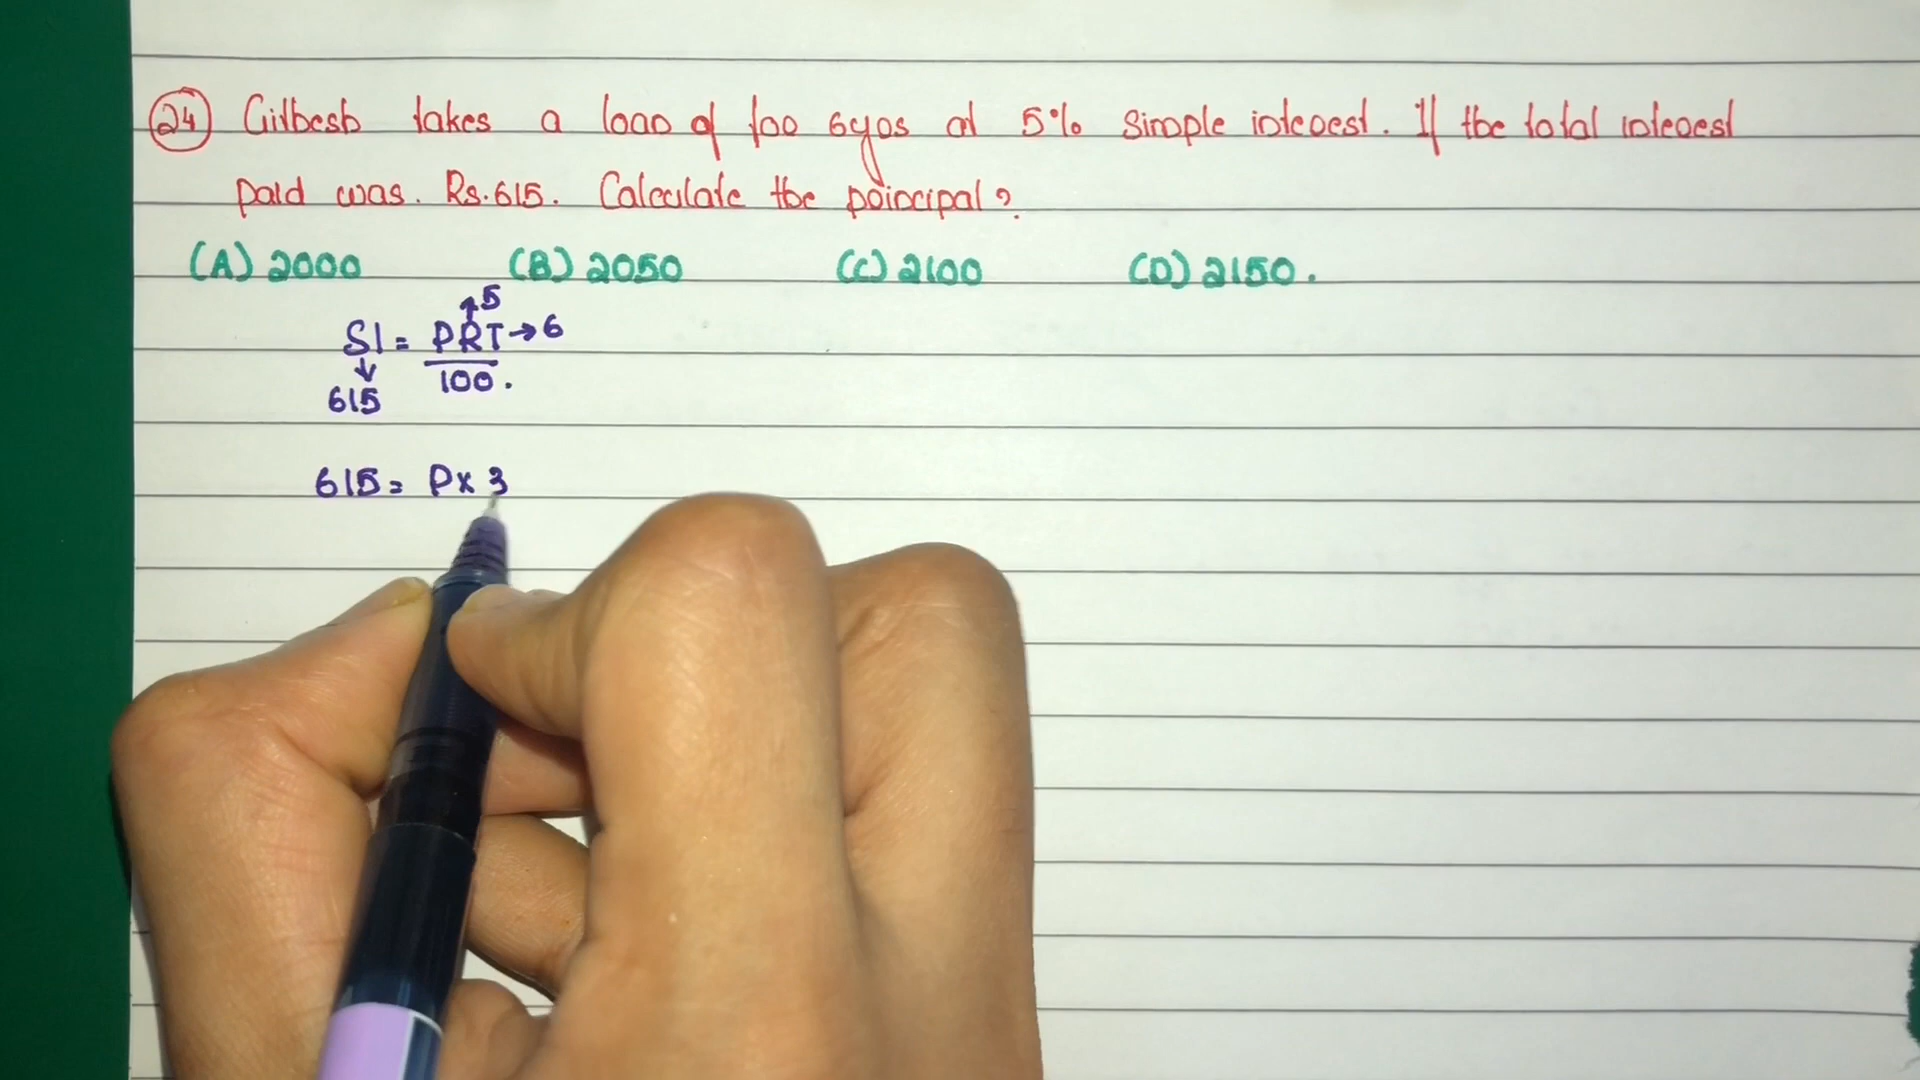 24 Girhesh takes a loan of for 6yrs at 5% simple interest. If the total interest
paid was. Rs.615. Calculate the principal?
(A) 2000 (B) 2050 (C) 2100 (D) 2150.
5
SI = PRT → 6
100.
615
615 = P x 3